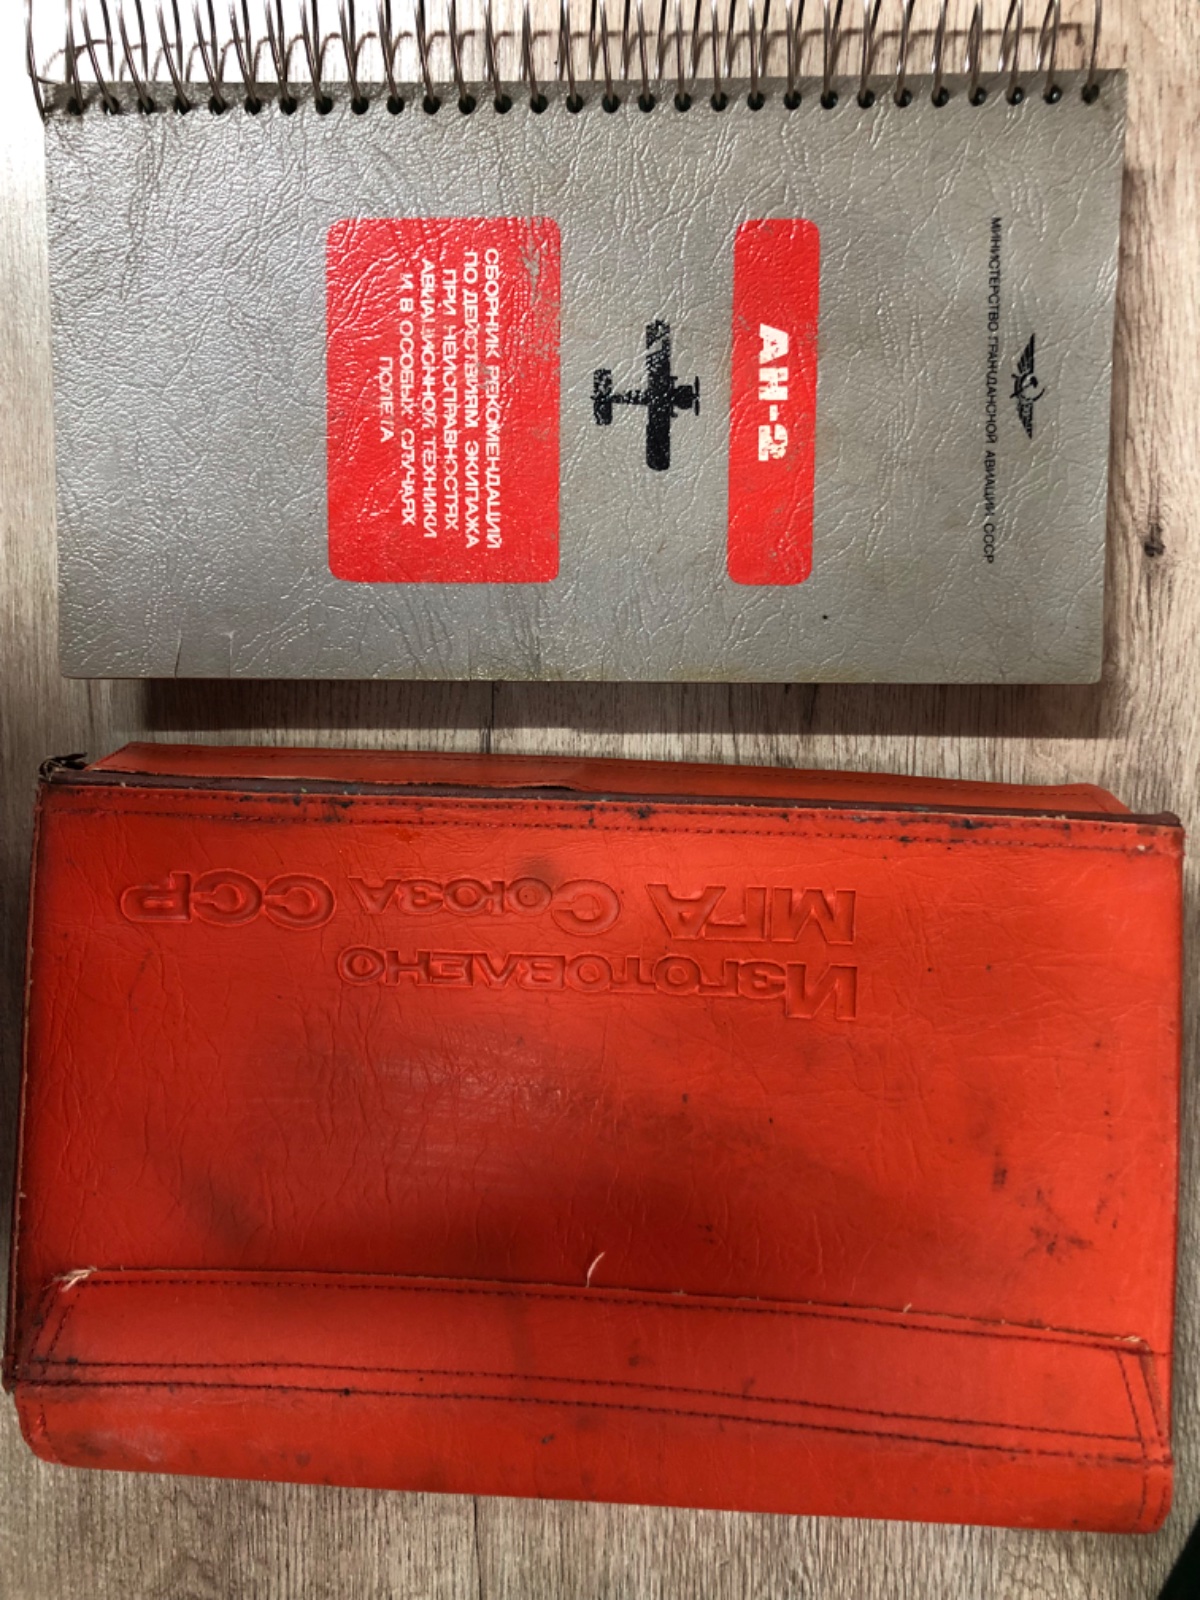 МИНИСТЕРСТВО ГРАЖДАНСКОЙ АВИАЦИИ СССР
АН-2
СБОРНИК РЕКОМЕНДАЦИЙ
ПО ДЕЙСТВИЯМ ЭКИПАЖА
ПРИ НЕИСПРАВНОСТЯХ
АВИАЦИОННОЙ ТЕХНИКИ
И В ОСОБЫХ СЛУЧАЯХ
ПОЛЕТА
ИЗГОТОВЛЕНО
МГА СОЮЗА ССР